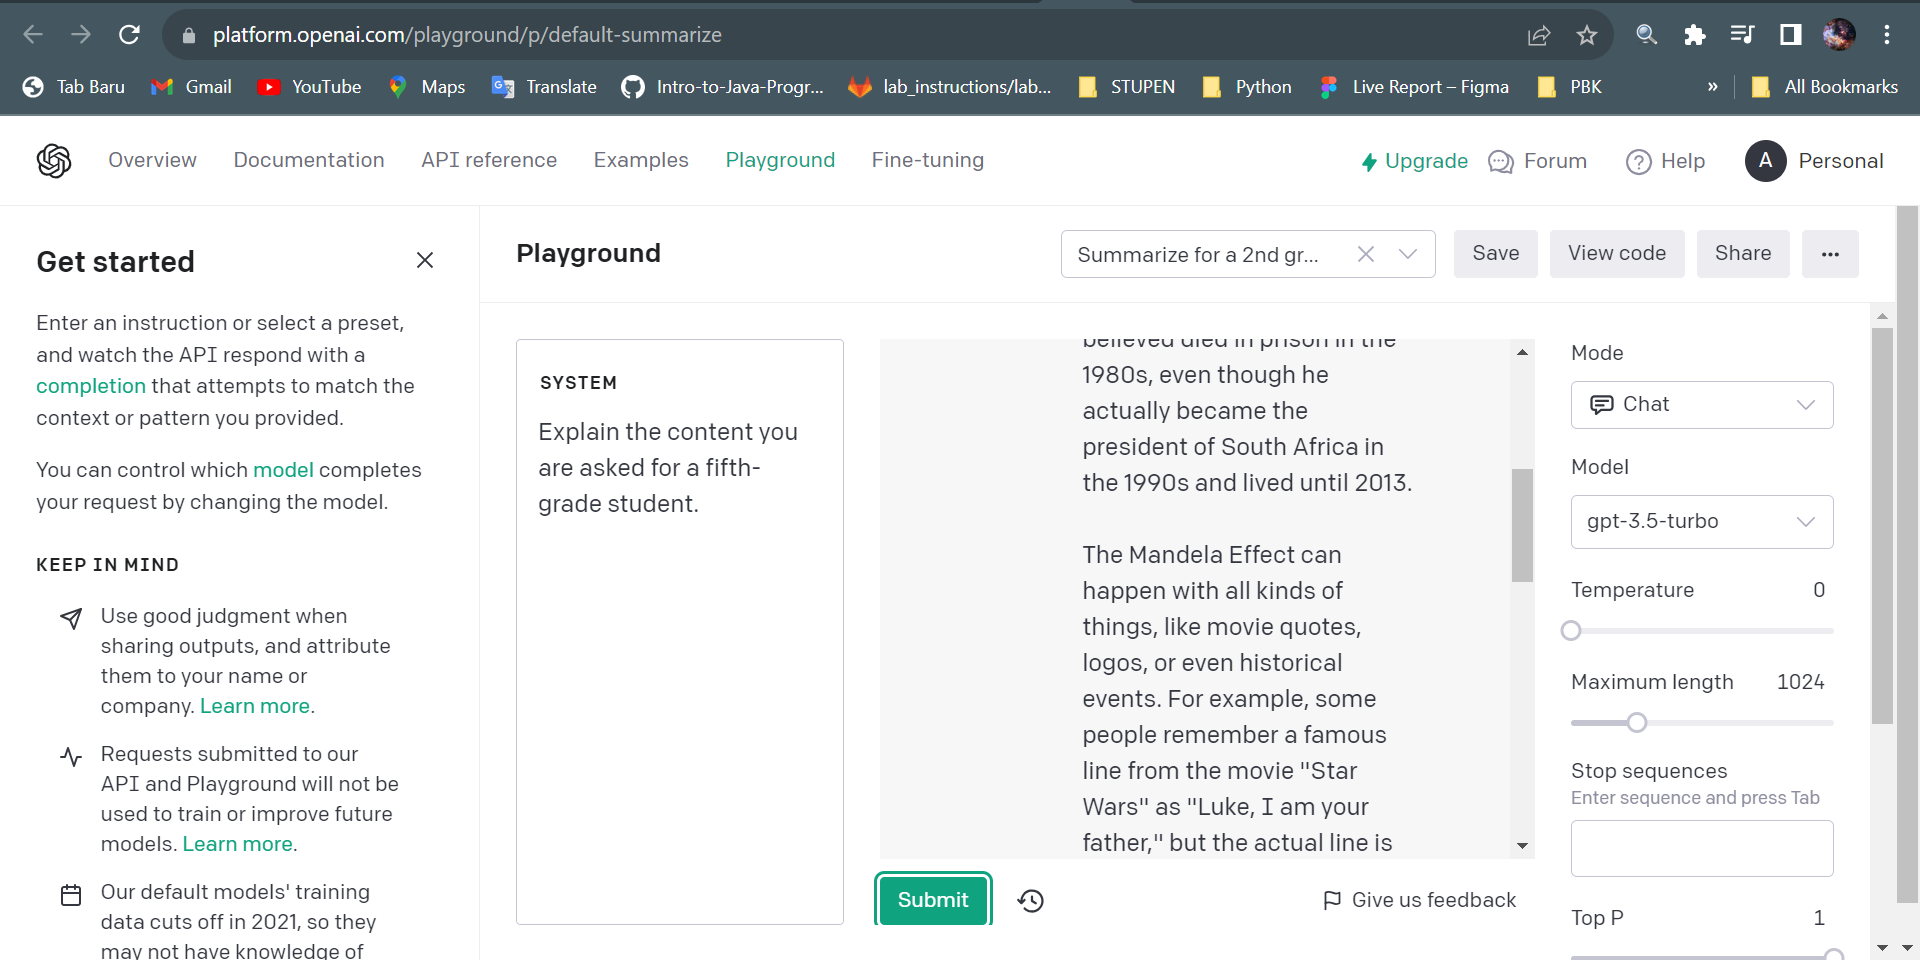 platform.openai.com/playground/p/default-summarize
Tab Baru
Gmail
YouTube
Maps
Translate
Intro-to-Java-Progr...
lab_instructions/lab...
STUPEN
Python
Live Report – Figma
PBK
»
All Bookmarks
Overview
Documentation
API reference
Examples
Playground
Fine-tuning
Upgrade
Forum
Help
A
Personal
Get started
Enter an instruction or select a preset,
and watch the API respond with a
completion that attempts to match the
context or pattern you provided.
You can control which model completes
your request by changing the model.
KEEP IN MIND
Use good judgment when
sharing outputs, and attribute
them to your name or
company. Learn more.
Requests submitted to our
API and Playground will not be
used to train or improve future
models. Learn more.
Our default models' training
data cuts off in 2021, so they
may not have knowledge of
Playground
Summarize for a 2nd gr...
Save
View code
Share
...
SYSTEM
Explain the content you
are asked for a fifth-
grade student.
believed died in prison in the
1980s, even though he
actually became the
president of South Africa in
the 1990s and lived until 2013.
The Mandela Effect can
happen with all kinds of
things, like movie quotes,
logos, or even historical
events. For example, some
people remember a famous
line from the movie "Star
Wars" as "Luke, I am your
father," but the actual line is
Submit
Give us feedback
Mode
Chat
Model
gpt-3.5-turbo
Temperature 0
Maximum length 1024
Stop sequences
Enter sequence and press Tab
Top P 1